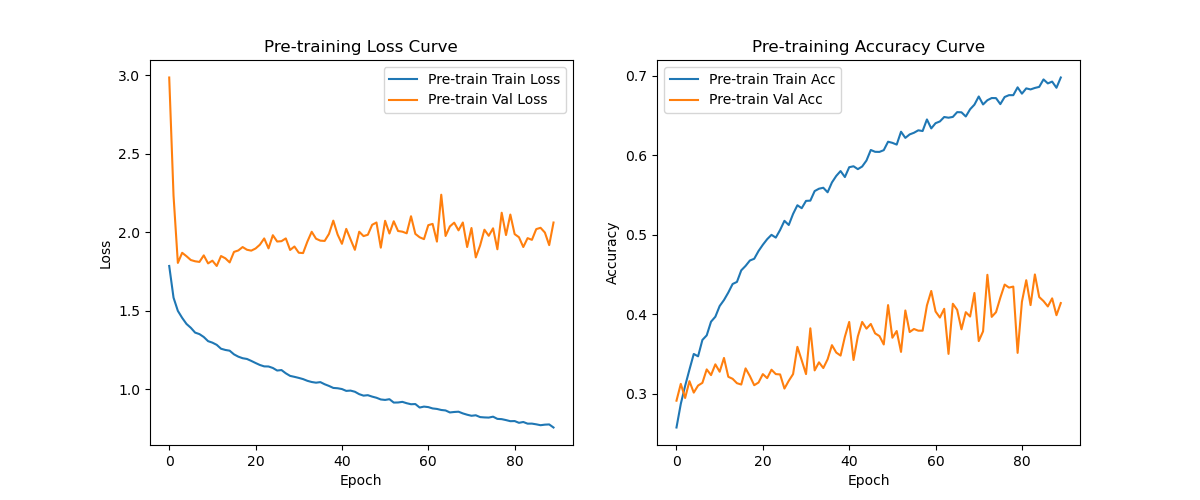 Pre-training Loss Curve
Pre-train Train Loss
Pre-train Val Loss
3.0
2.5
2.0
1.5
1.0
Loss
0
20
40
60
80
Epoch
Pre-training Accuracy Curve
Pre-train Train Acc
Pre-train Val Acc
0.7
0.6
0.5
0.4
0.3
Accuracy
0
20
40
60
80
Epoch